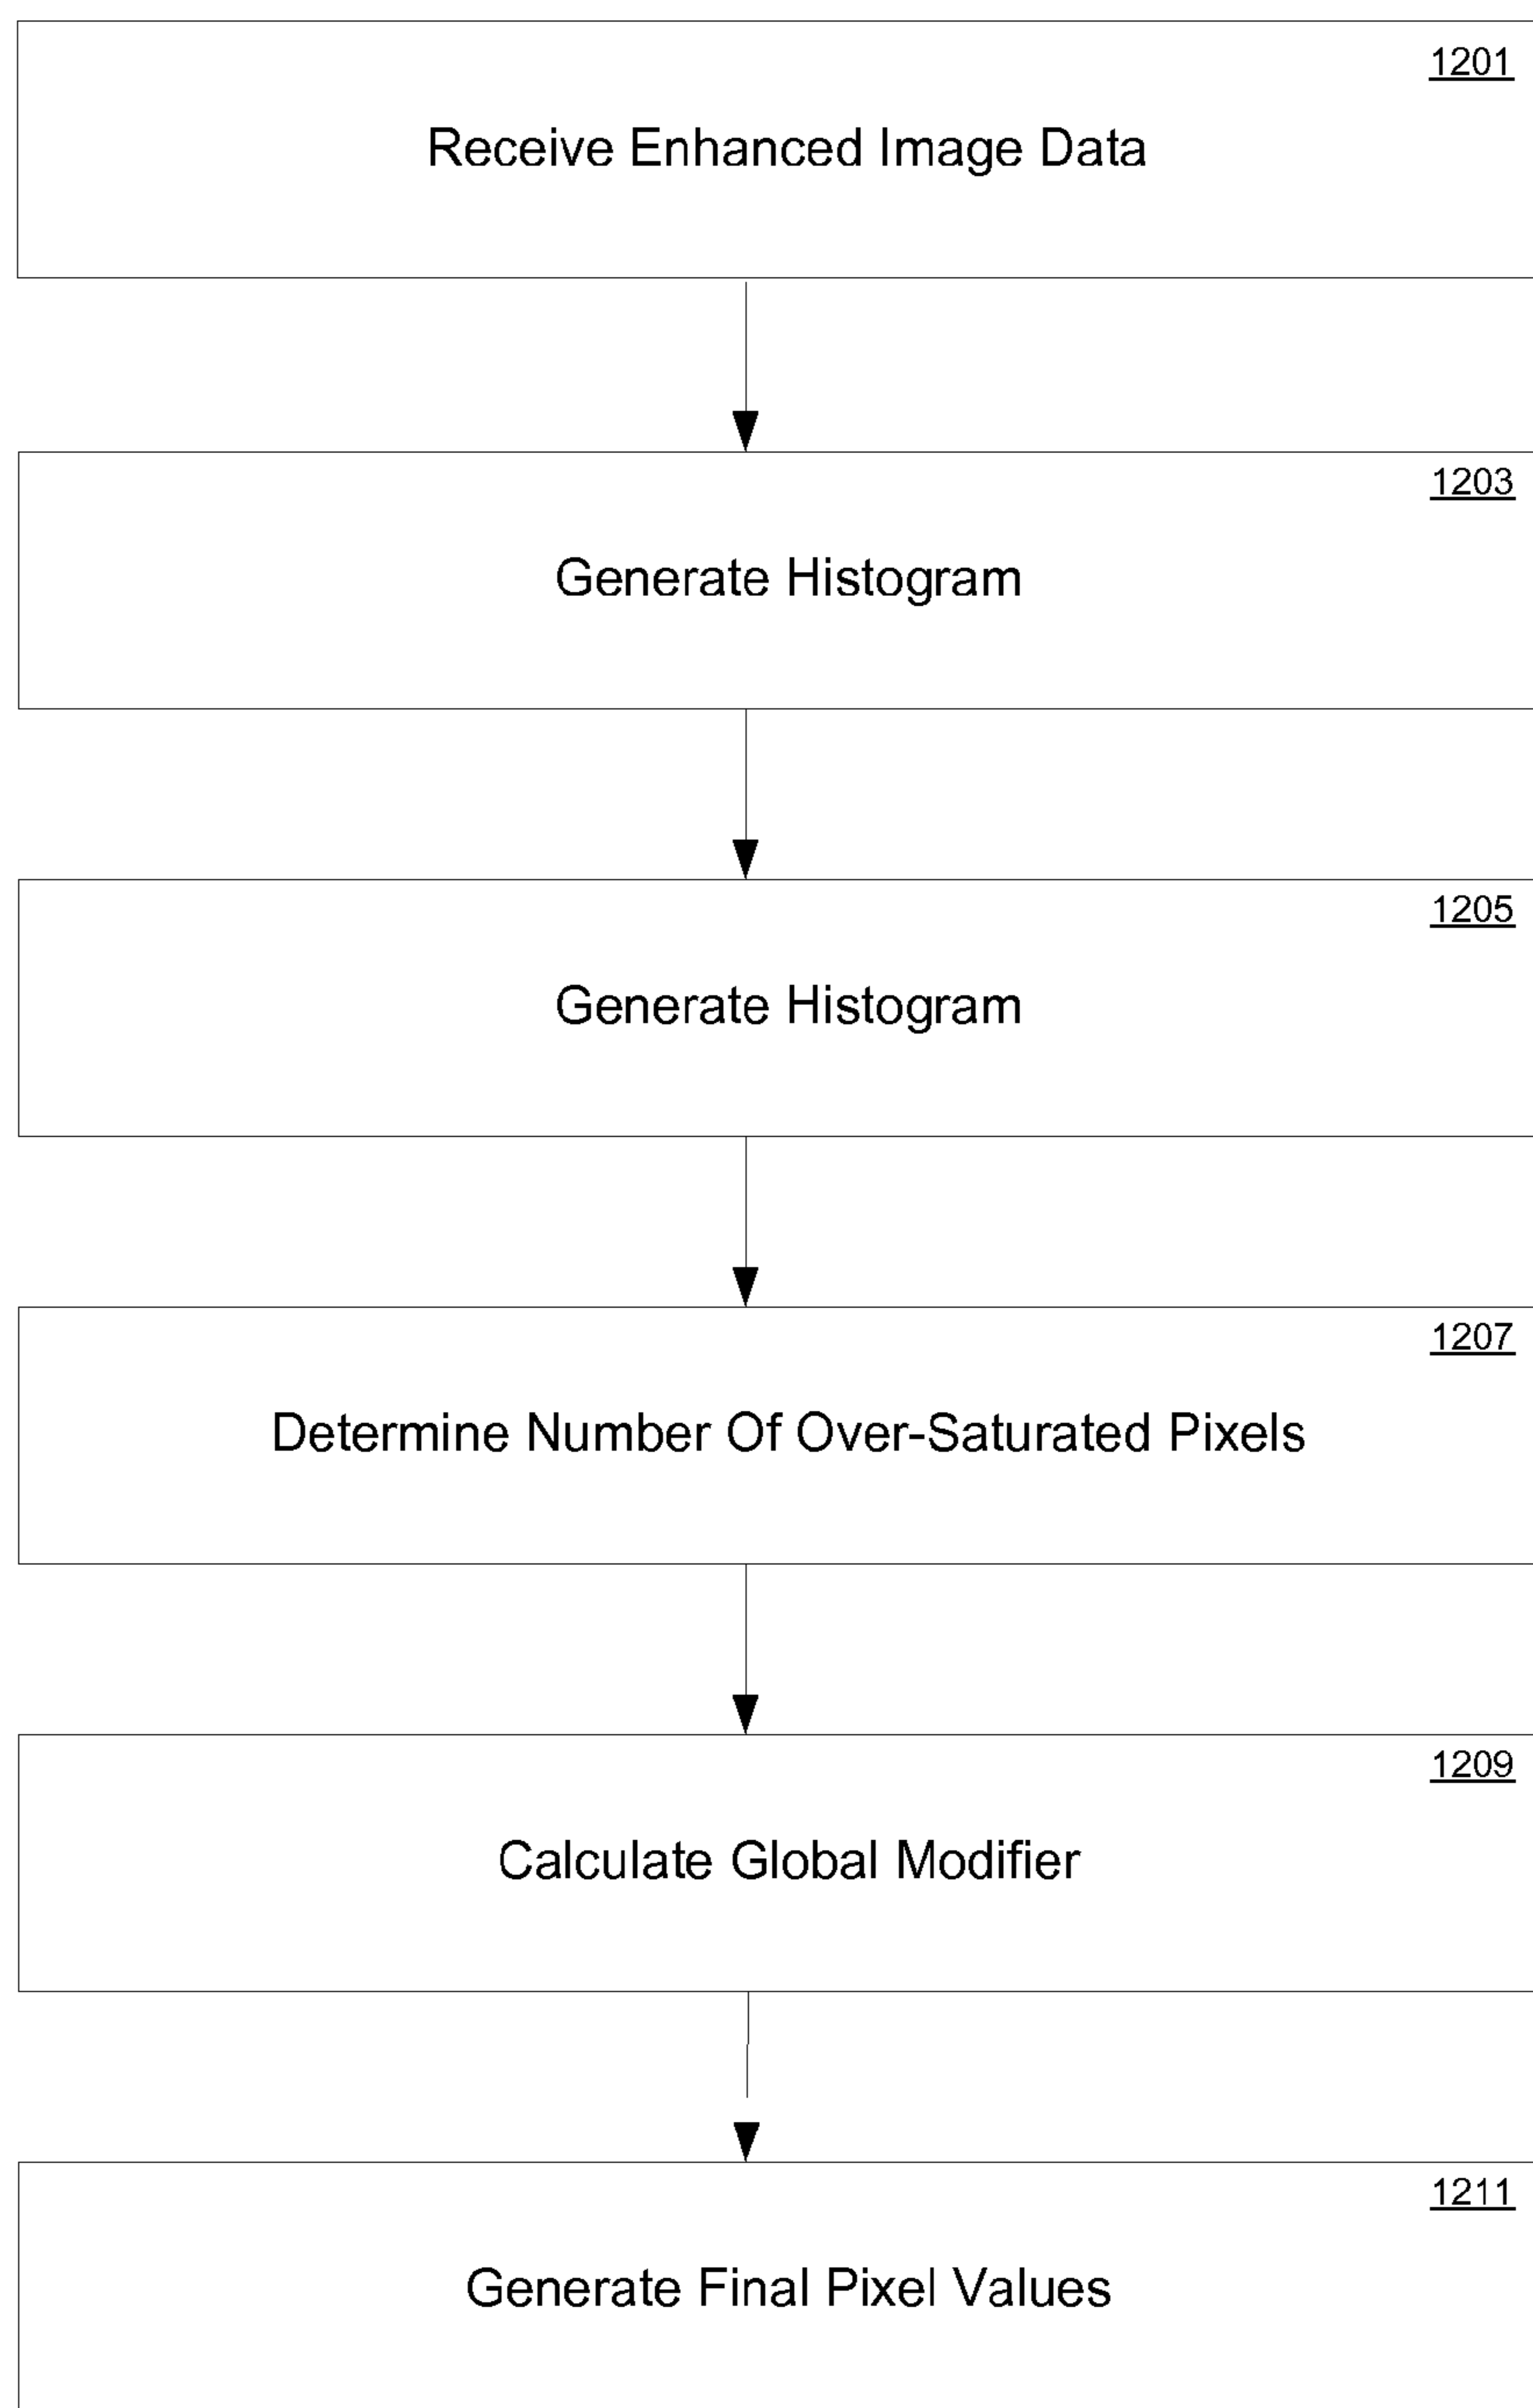 1201
Receive Enhanced Image Data
1203
Generate Histogram
1205
Generate Histogram
1207
Determine Number Of Over-Saturated Pixels
1209
Calculate Global Modifier
1211
Generate Final Pixel Values